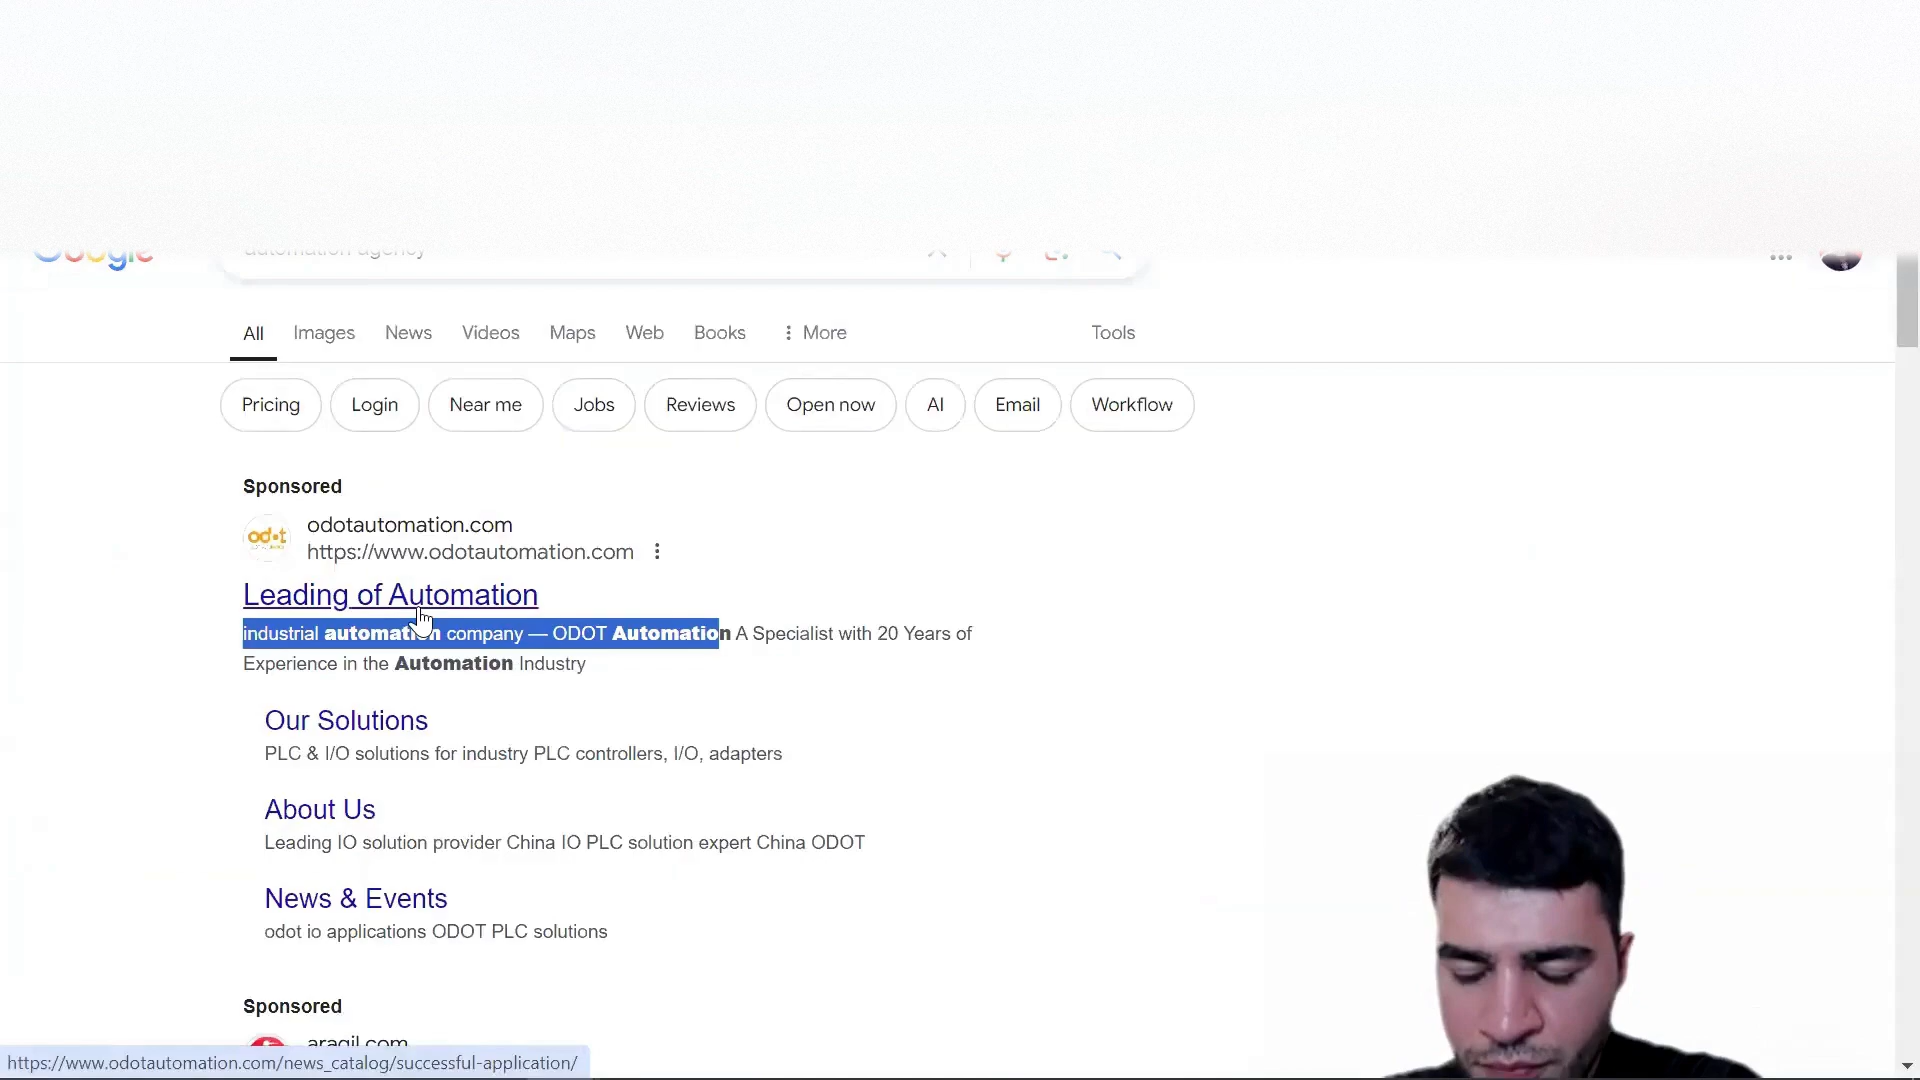 Google
automation agency
All Images News Videos Maps Web Books More Tools
Pricing Login Near me Jobs Reviews Open now AI Email Workflow
Sponsored
od•t
odotautomation.com
https://www.odotautomation.com
Leading of Automation
industrial automation company — ODOT Automation A Specialist with 20 Years of
Experience in the Automation Industry
Our Solutions
PLC & I/O solutions for industry PLC controllers, I/O, adapters
About Us
Leading IO solution provider China IO PLC solution expert China ODOT
News & Events
odot io applications ODOT PLC solutions
Sponsored
aragil.com
https://www.odotautomation.com/news_catalog/successful-application/